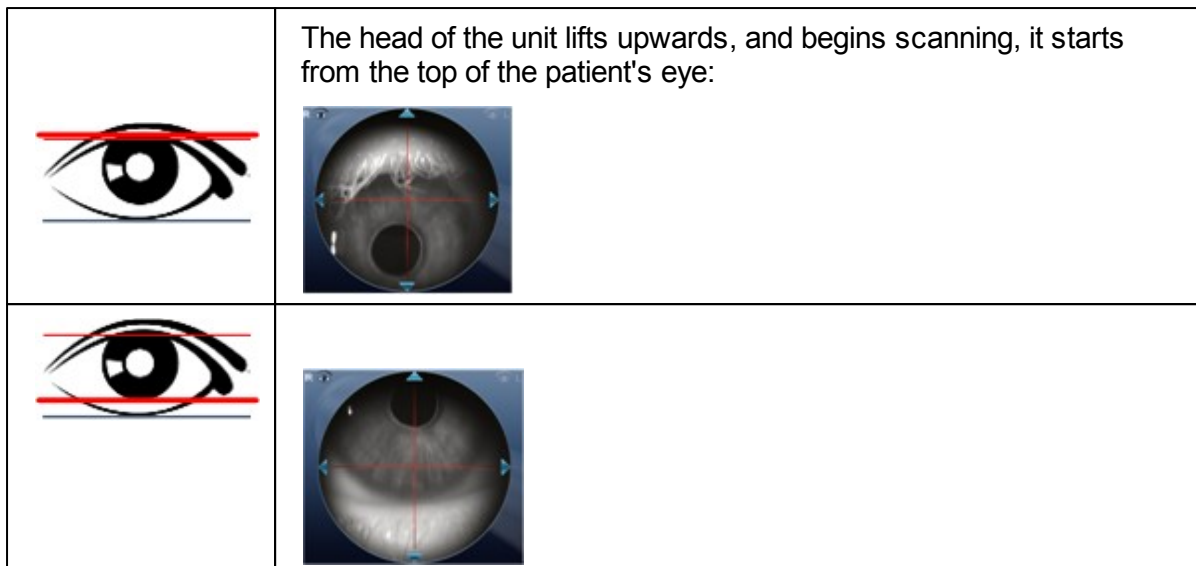 The head of the unit lifts upwards, and begins scanning, it starts
from the top of the patient's eye:
R
L
R
L